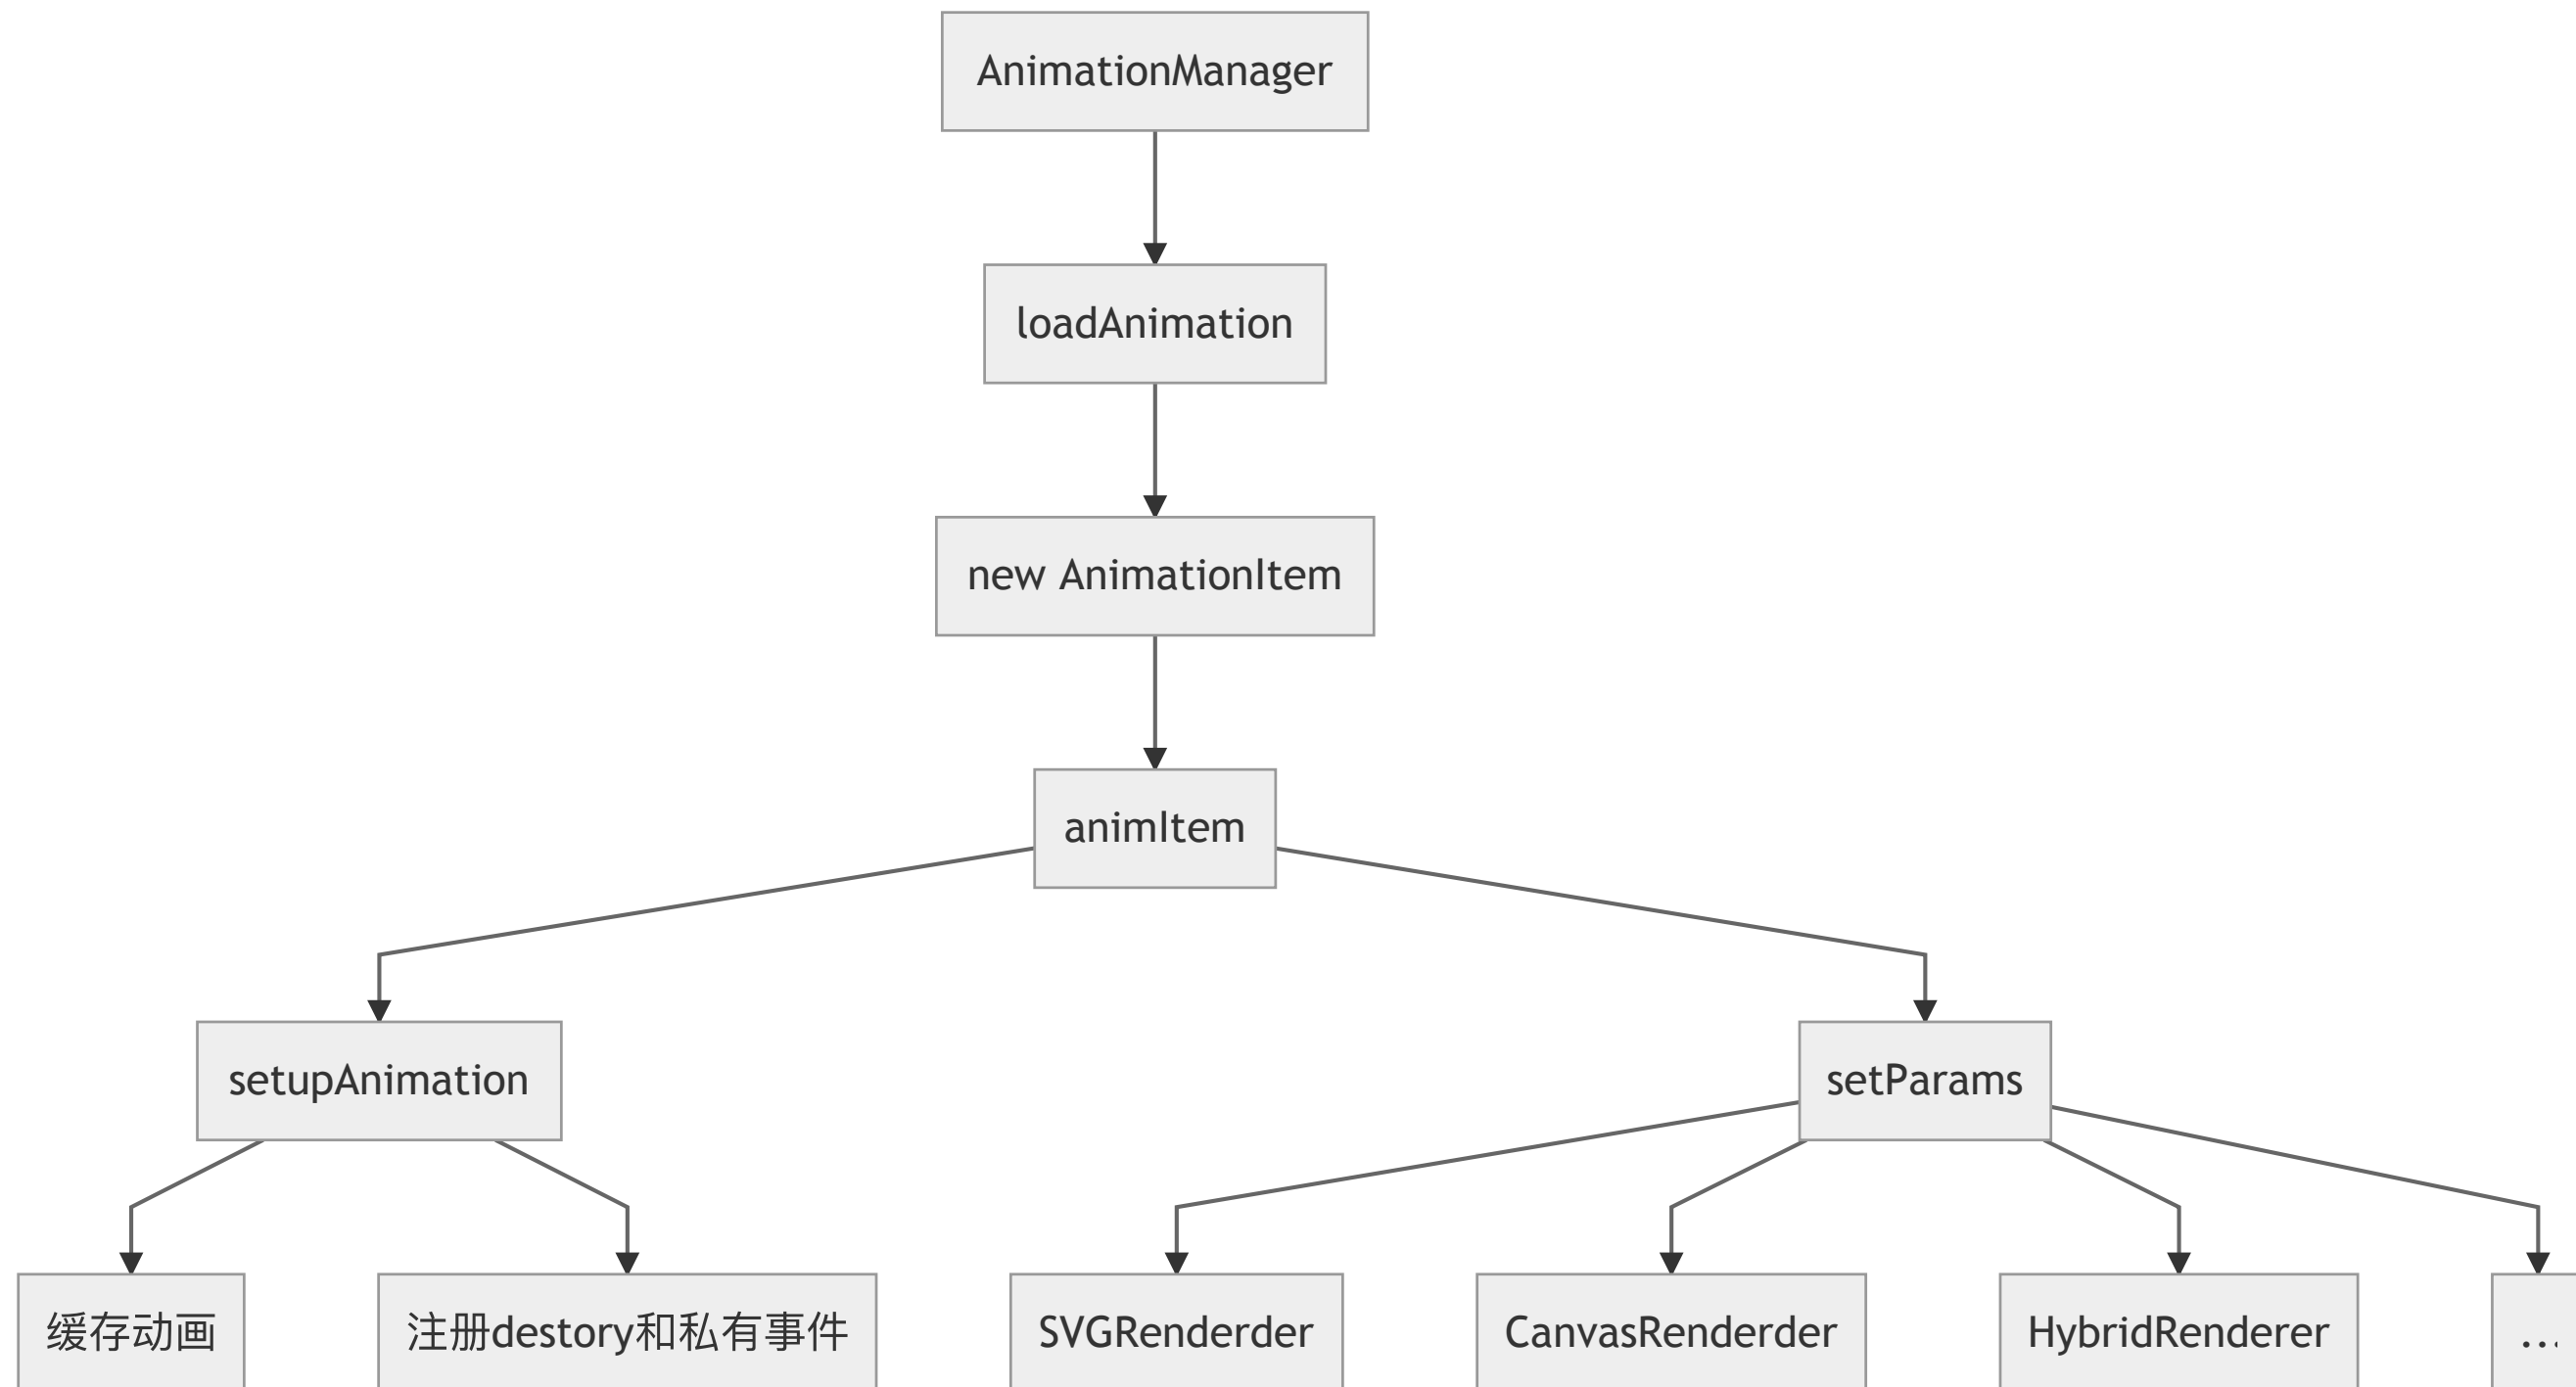 AnimationManager
loadAnimation
new AnimationItem
animItem
setupAnimation
setParams
缓存动画
注册destory和私有事件
SVGRenderder
CanvasRenderder
HybridRenderer
...